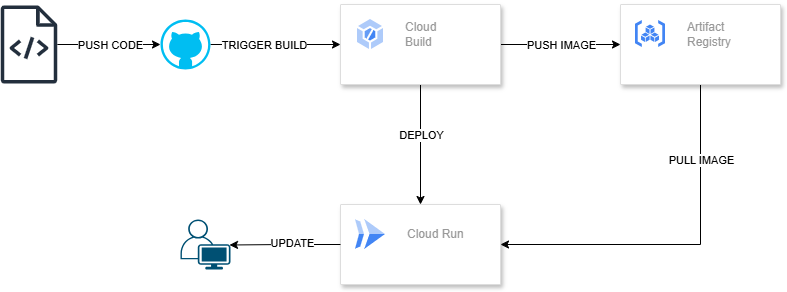 </>
PUSH CODE
TRIGGER BUILD
Cloud
Build
PUSH IMAGE
Artifact
Registry
DEPLOY
PULL IMAGE
UPDATE
Cloud Run